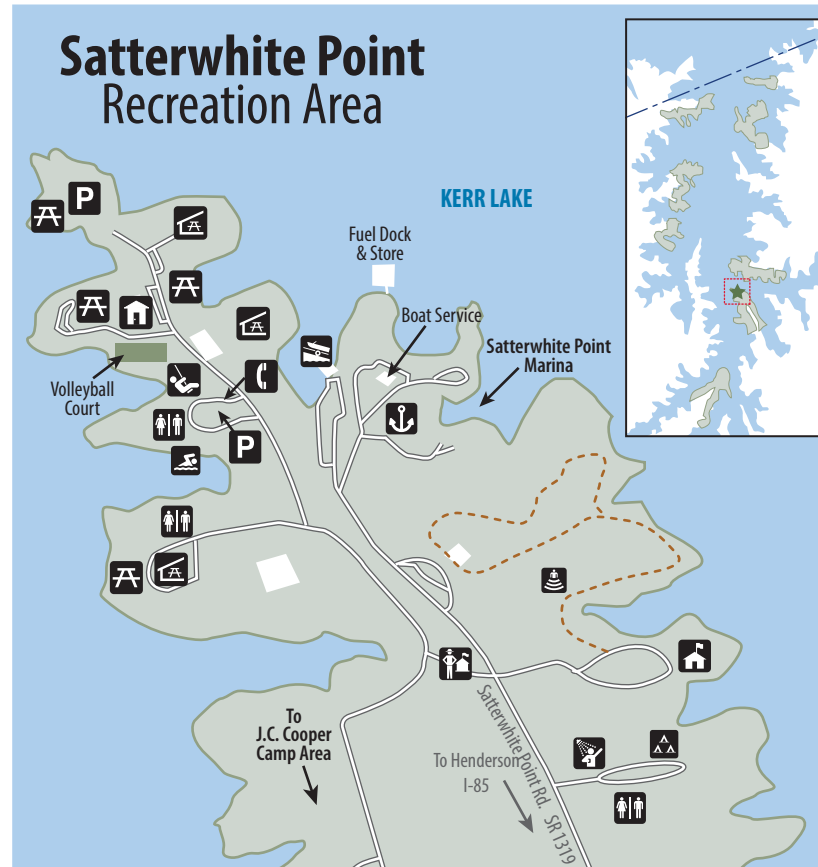 Satterwhite Point
Recreation Area
KERR LAKE
P
Fuel Dock
& Store
Boat Service
Satterwhite Point
Marina
Volleyball
Court
P
To
J.C. Cooper
Camp Area
To Henderson
I-85
Satterwhite Point Rd. SR 1319